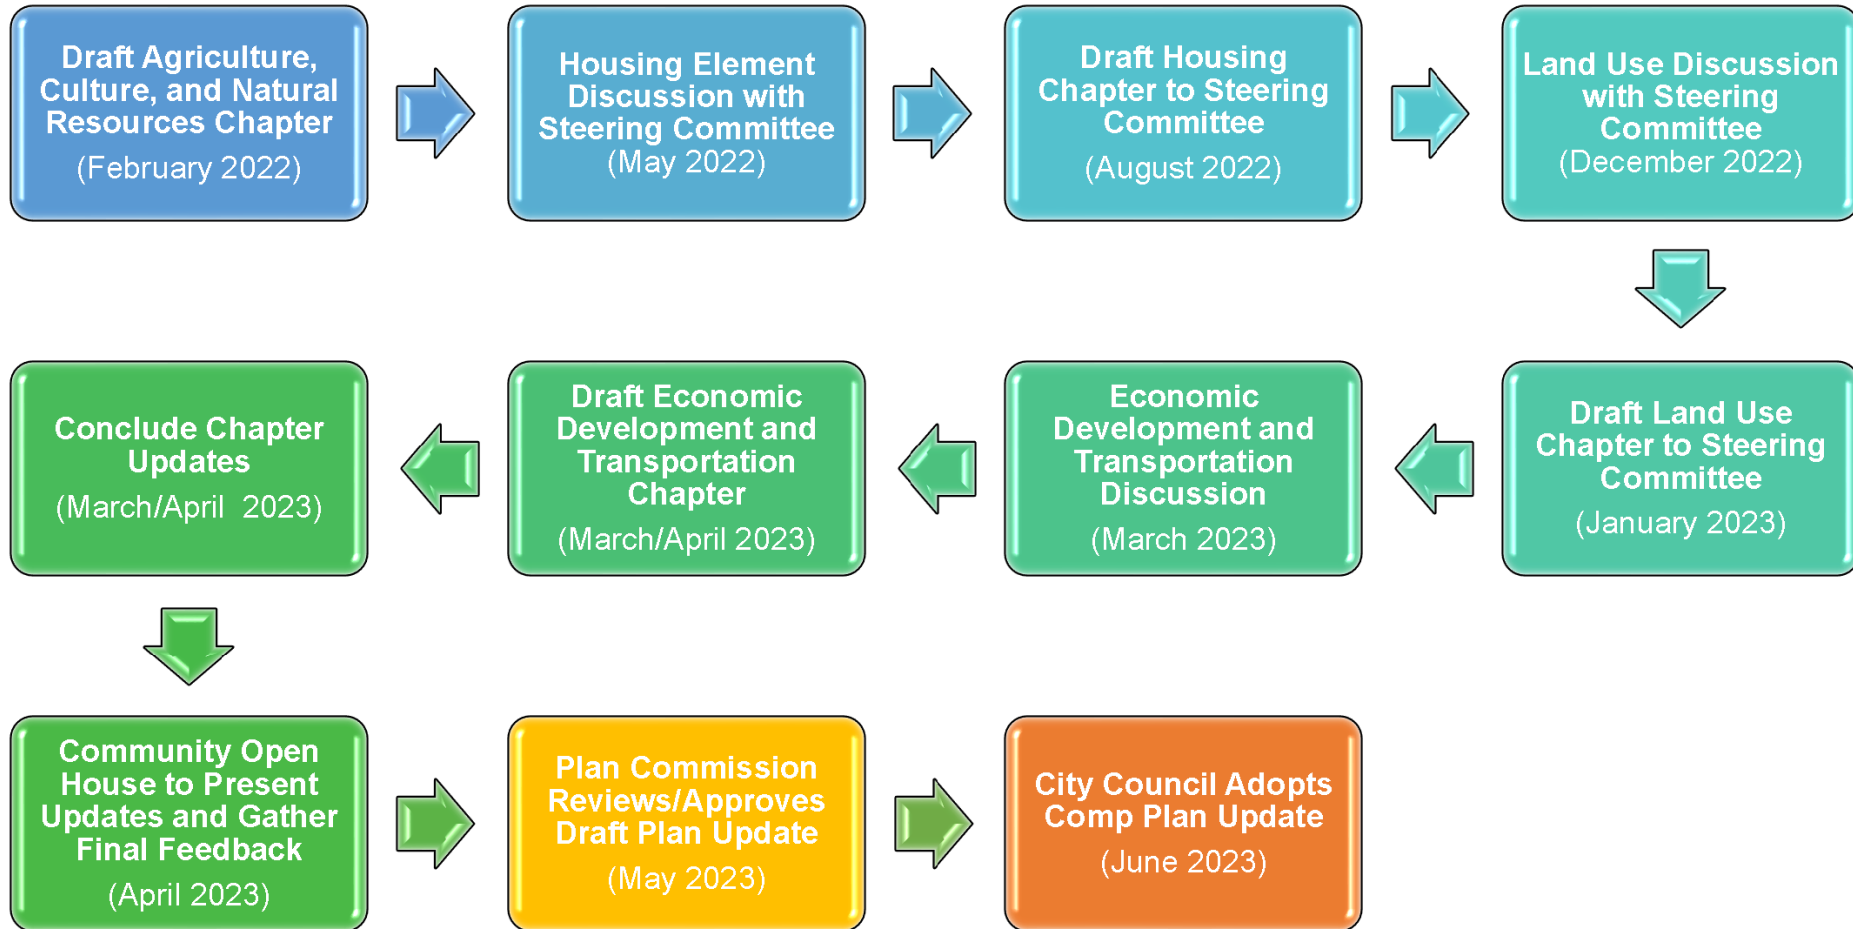 Draft Agriculture,
Culture, and Natural
Resources Chapter
(February 2022)
Housing Element
Discussion with
Steering Committee
(May 2022)
Draft Housing
Chapter to Steering
Committee
(August 2022)
Land Use Discussion
with Steering
Committee
(December 2022)
Draft Land Use
Chapter to Steering
Committee
(January 2023)
Economic
Development and
Transportation
Discussion
(March 2023)
Draft Economic
Development and
Transportation
Chapter
(March/April 2023)
Conclude Chapter
Updates
(March/April 2023)
Community Open
House to Present
Updates and Gather
Final Feedback
(April 2023)
Plan Commission
Reviews/Approves
Draft Plan Update
(May 2023)
City Council Adopts
Comp Plan Update
(June 2023)